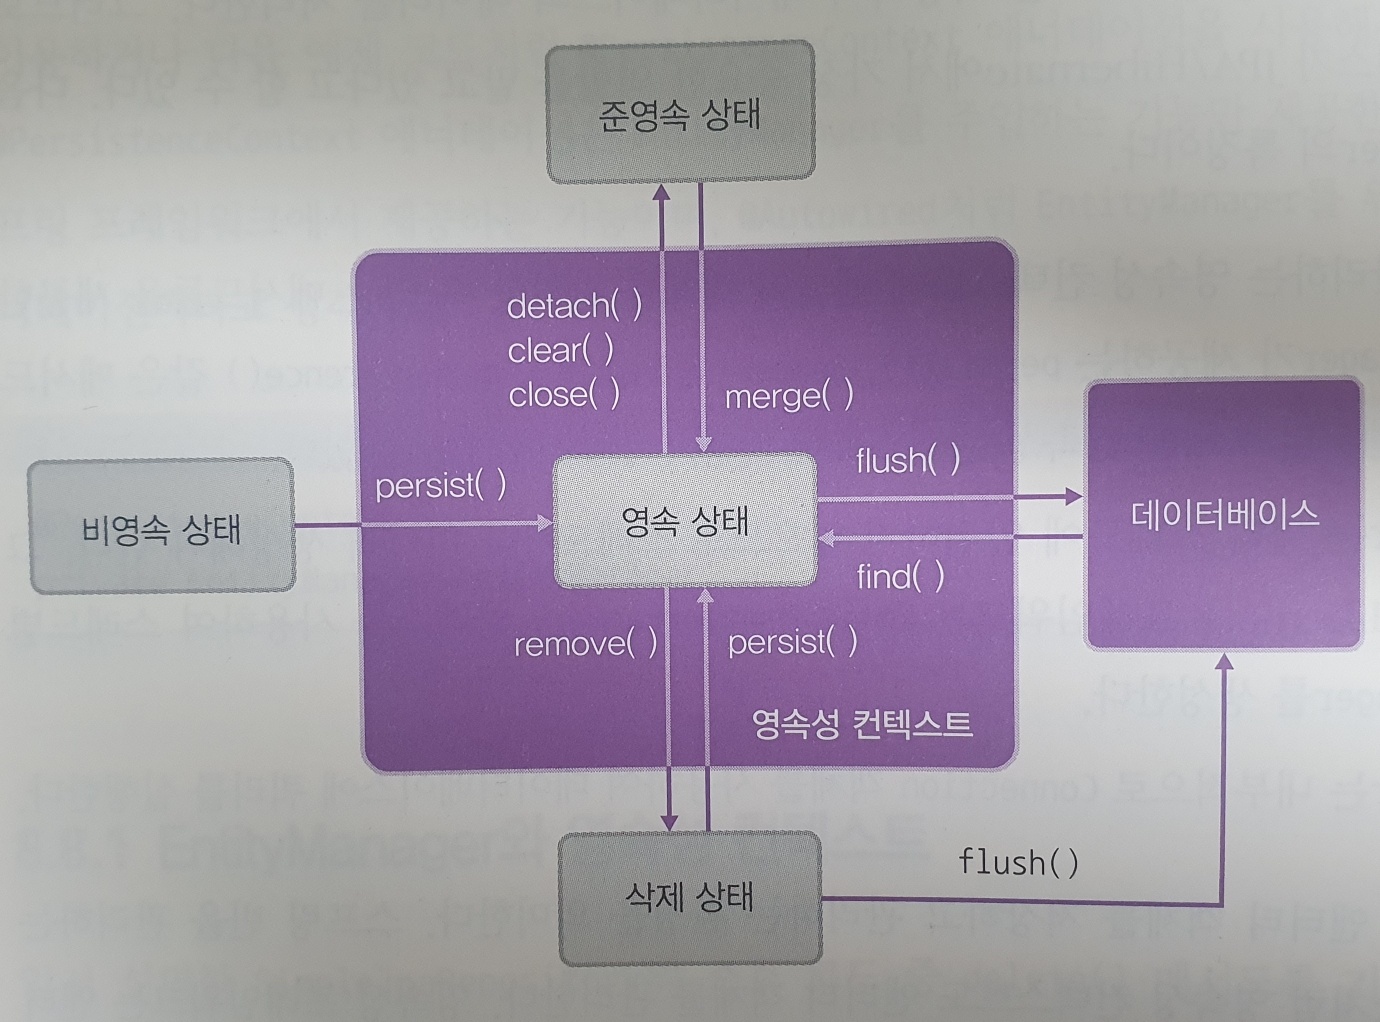 준영속 상태
detach( )
clear( )
close( )
merge( )
flush( )
persist( )
비영속 상태
영속 상태
데이터베이스
find( )
remove( )
persist( )
영속성 컨텍스트
flush()
삭제 상태